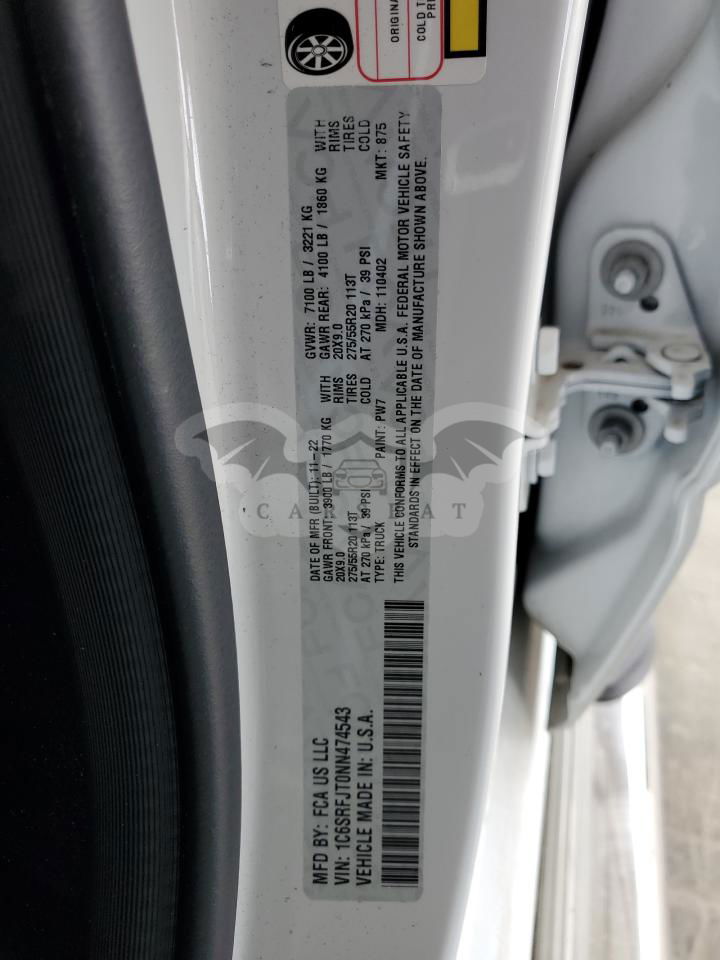 ORIGINA
COLD T
PR
MFD BY: FCA US LLC
VIN: 1C6SRFJT0NN474543
VEHICLE MADE IN: U.S.A.
DATE OF MFR (BUILT): 11-22 GVWR: 7100 LB / 3221 KG
GAWR FRONT: 3900 LB / 1770 KG WITH GAWR REAR: 4100 LB / 1860 KG WITH
20X9.0 RIMS 20X9.0 RIMS
275/55R20 113T TIRES 275/55R20 113T TIRES
AT 270 kPa / 39 PSI COLD AT 270 kPa / 39 PSI COLD
TYPE: TRUCK PAINT: PW7 MDH: 110402 MKT: 875
THIS VEHICLE CONFORMS TO ALL APPLICABLE U.S.A. FEDERAL MOTOR VEHICLE SAFETY
STANDARDS IN EFFECT ON THE DATE OF MANUFACTURE SHOWN ABOVE.